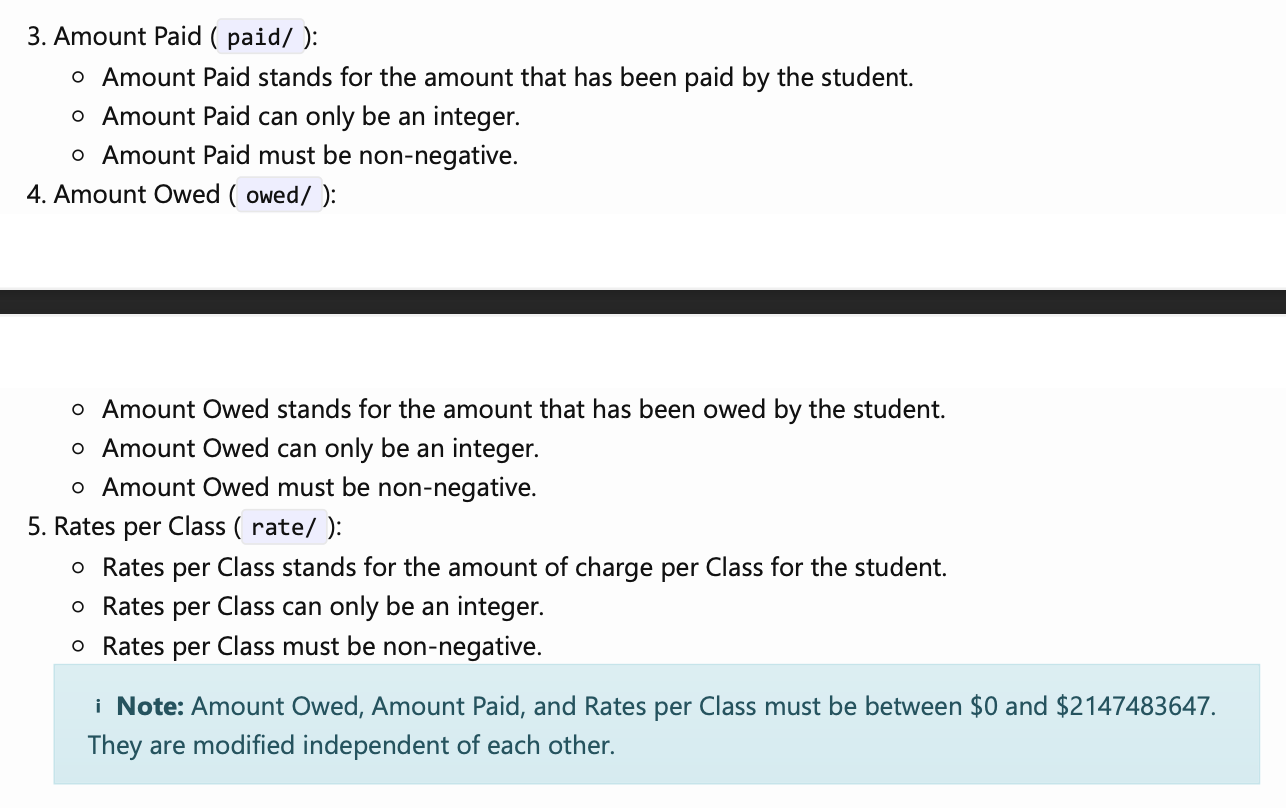 3. Amount Paid ( paid/ ):
Amount Paid stands for the amount that has been paid by the student.
Amount Paid can only be an integer.
Amount Paid must be non-negative.
4. Amount Owed ( owed/ ):
Amount Owed stands for the amount that has been owed by the student.
Amount Owed can only be an integer.
Amount Owed must be non-negative.
5. Rates per Class ( rate/ ):
Rates per Class stands for the amount of charge per Class for the student.
Rates per Class can only be an integer.
Rates per Class must be non-negative.
i Note: Amount Owed, Amount Paid, and Rates per Class must be between $0 and $2147483647.
They are modified independent of each other.